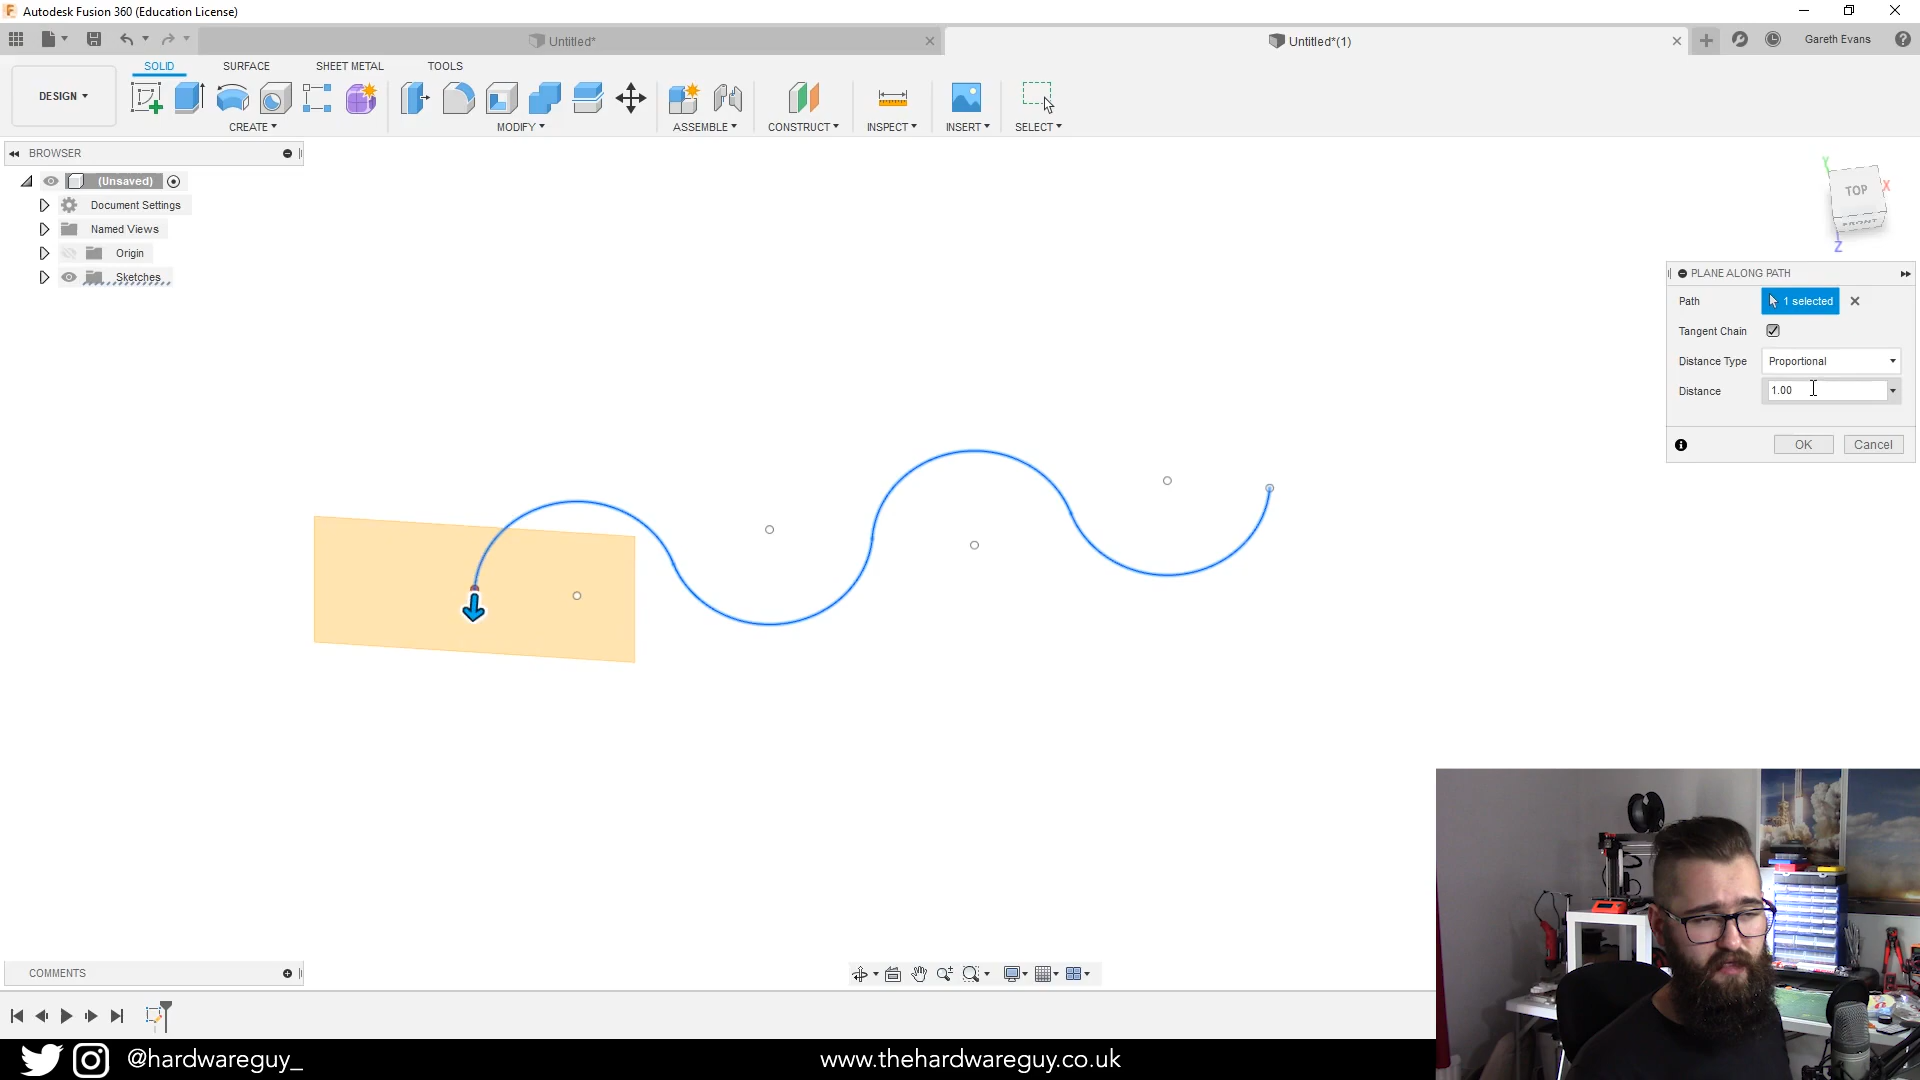 Autodesk Fusion 360 (Education License)
Untitled*
Untitled*(1)
Gareth Evans
SOLID
SURFACE
SHEET METAL
TOOLS
DESIGN
CREATE
MODIFY
ASSEMBLE
CONSTRUCT
INSPECT
INSERT
SELECT
BROWSER
(Unsaved)
Document Settings
Named Views
Origin
Sketches
Y
TOP
X
FRONT
Z
PLANE ALONG PATH
Path
1 selected
Tangent Chain
Distance Type
Proportional
Distance
1.00
OK
Cancel
COMMENTS
@hardwareguy_
www.thehardwareguy.co.uk